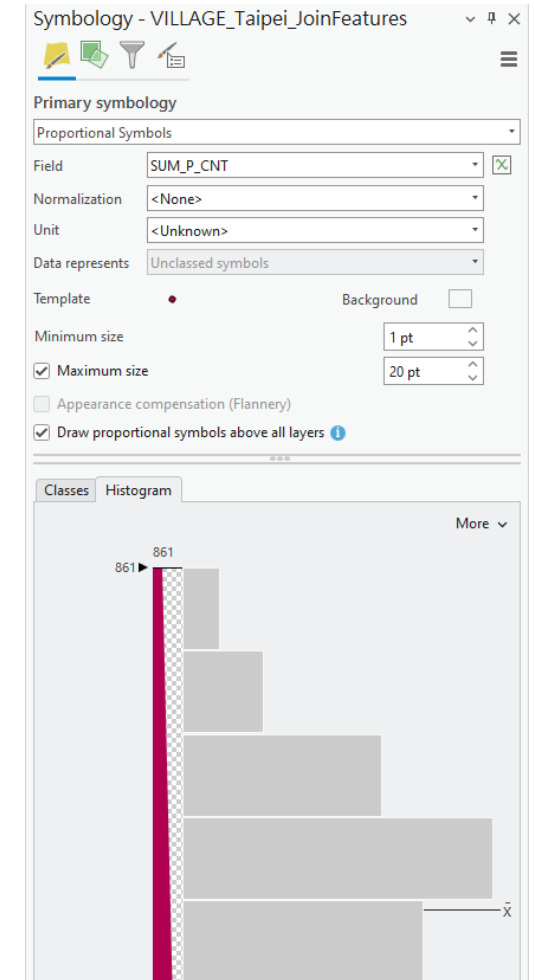 Symbology - VILLAGE_Taipei_JoinFeatures
Primary symbology
Proportional Symbols
Field SUM_P_CNT
Normalization <None>
Unit <Unknown>
Data represents Unclassed symbols
Template Background
Minimum size 1 pt
Maximum size 20 pt
Appearance compensation (Flannery)
Draw proportional symbols above all layers
Classes Histogram
More
861
861
x̄